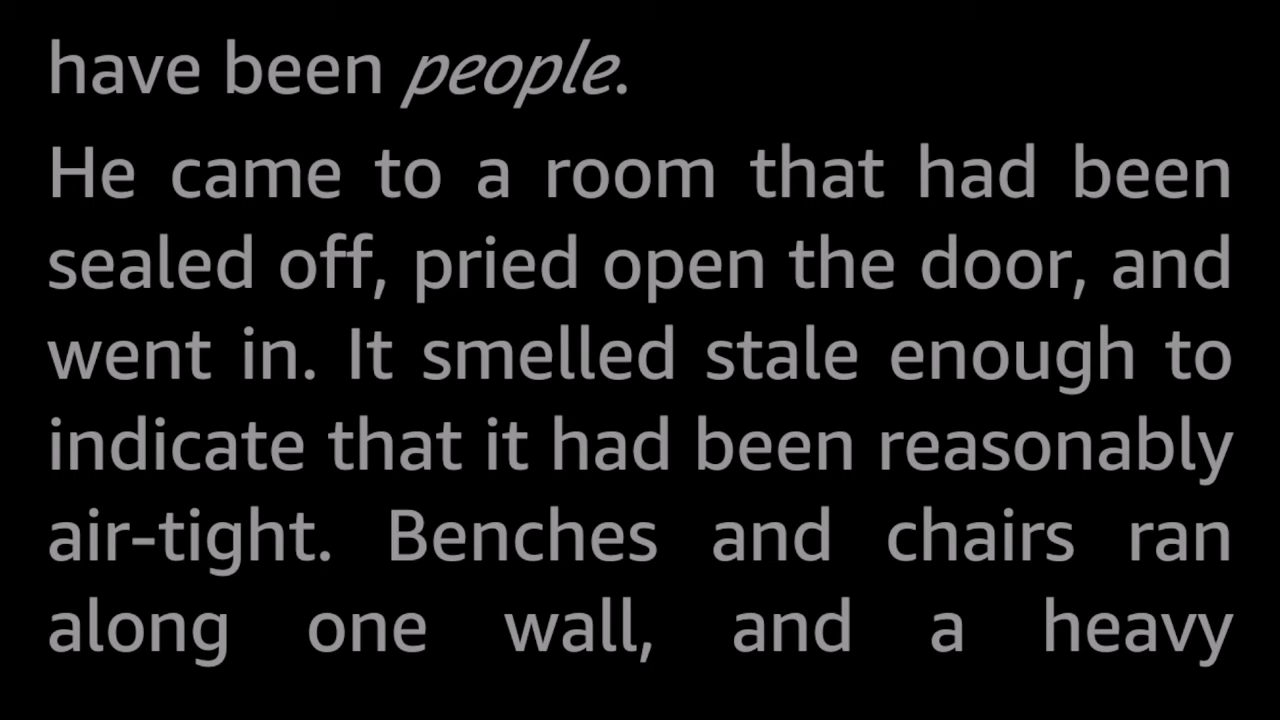 have been people.
He came to a room that had been
sealed off, pried open the door, and
went in. It smelled stale enough to
indicate that it had been reasonably
air-tight. Benches and chairs ran
along one wall, and a heavy